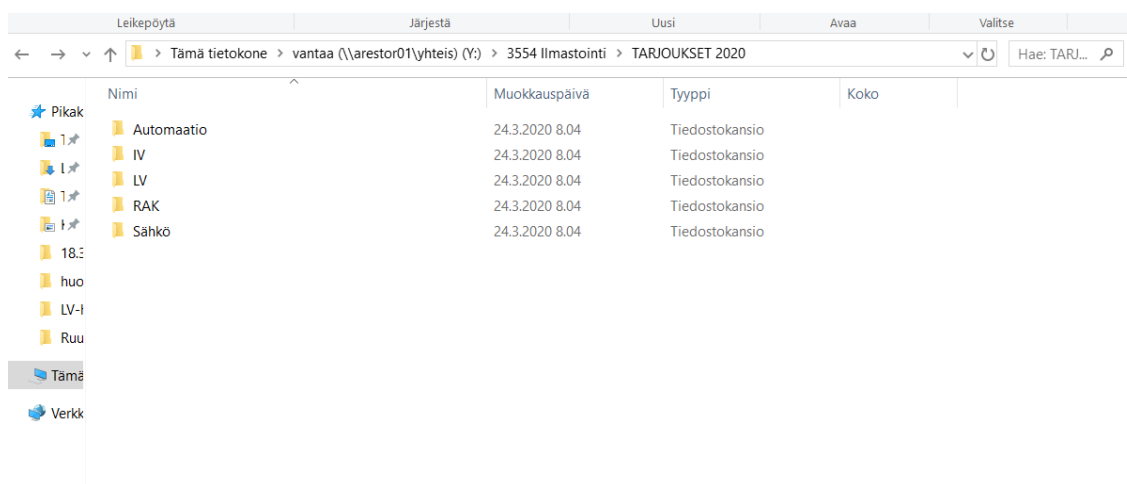 Leikepöytä Järjestä Uusi Avaa Valitse
Tämä tietokone > vantaa (\\arestor01\yhteis) (Y:) > 3554 Ilmastointi > TARJOUKSET 2020 Hae: TARJ...
Nimi Muokkauspäivä Tyyppi Koko
Automaatio 24.3.2020 8.04 Tiedostokansio
IV 24.3.2020 8.04 Tiedostokansio
LV 24.3.2020 8.04 Tiedostokansio
RAK 24.3.2020 8.04 Tiedostokansio
Sähkö 24.3.2020 8.04 Tiedostokansio
Pikak
18.3
huo
LV-
Ruu
Tämä
Verkk